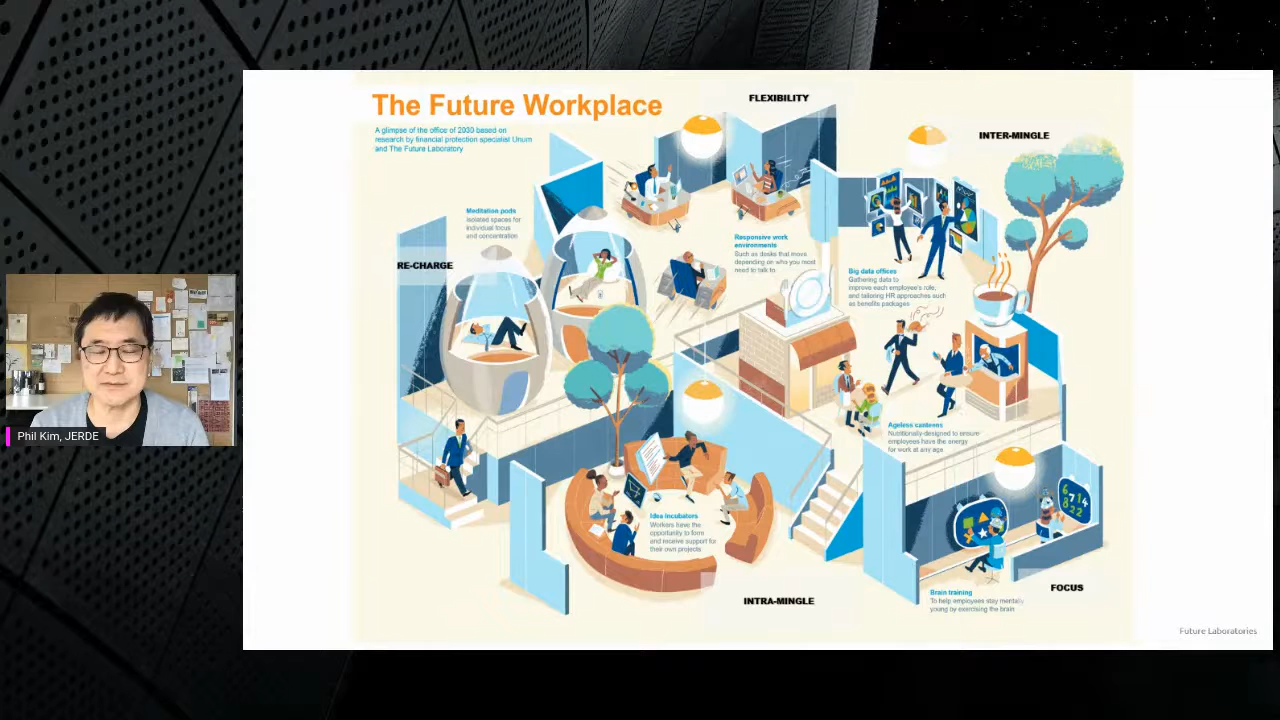 The Future Workplace
A glimpse of the office of 2030 based on
research by financial protection specialist Unum
and The Future Laboratory
FLEXIBILITY
INTER-MINGLE
Meditation pods
Isolated spaces for
individual focus
and concentration
RE-CHARGE
Responsive work
environments
Such as desks that move
depending on who you most
need to talk to
Big data offices
Gathering data to
improve each employee's role,
and tailoring HR approaches such
as benefits packages
Ageless canteens
Nutritionally-designed to ensure
employees have the energy
for work at any age
Phil Kim, JERDE
Idea incubators
Workers have the
opportunity to form
and receive support for
their own projects
6
7 14
8
2 2
INTRA-MINGLE
FOCUS
Brain training
To help employees stay mentally
young by exercising the brain
Future Laboratories